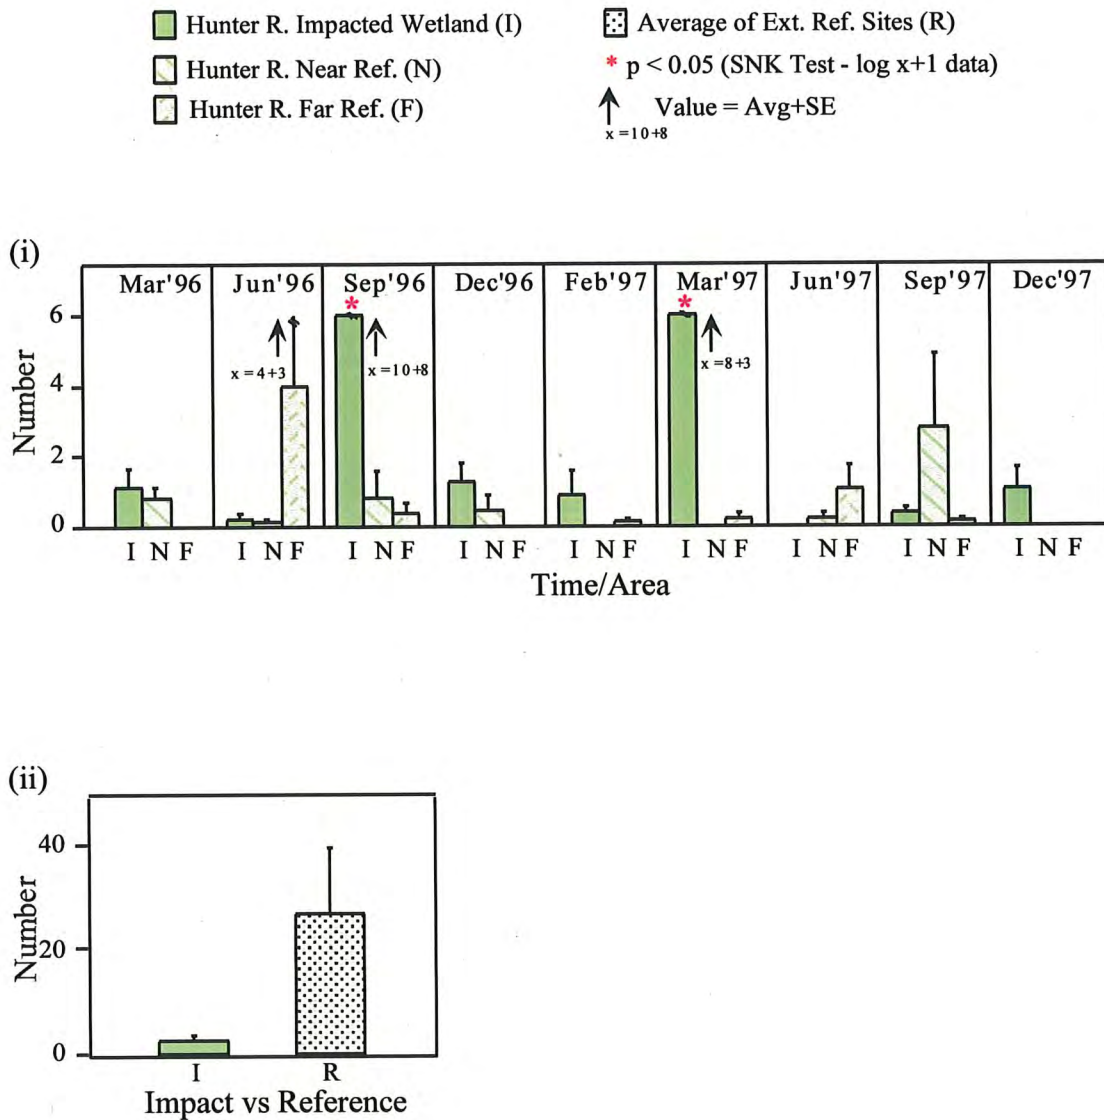 Hunter R. Impacted Wetland (I)
Hunter R. Near Ref. (N)
Hunter R. Far Ref. (F)
Average of Ext. Ref. Sites (R)
* p < 0.05 (SNK Test - log x+1 data)
Value = Avg+SE
x =10+8
(i)
Mar'96 Jun'96 Sep'96 Dec'96 Feb'97 Mar'97 Jun'97 Sep'97 Dec'97
* *
6
x =4+3 x =10+8 x =8+3
4
2
0
Number
I N F I N F I N F I N F I N F I N F I N F I N F I N F
Time/Area
(ii)
40
20
0
Number
I R
Impact vs Reference